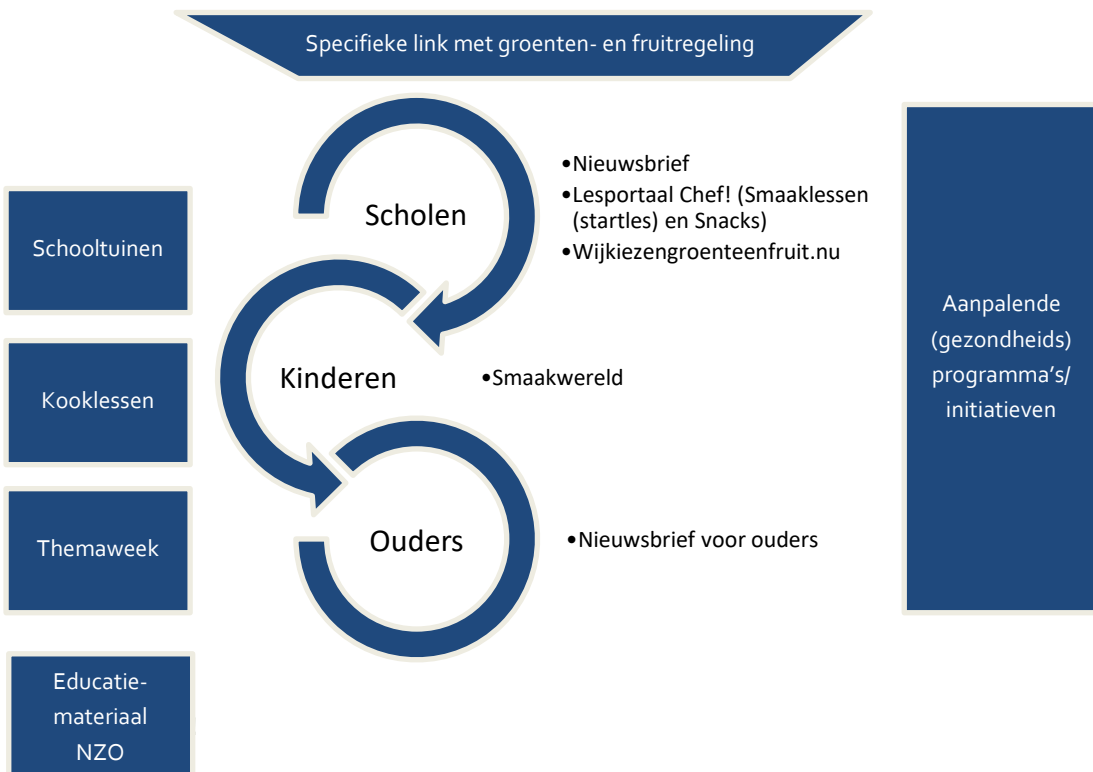 Specifieke link met groenten- en fruitregeling
Schooltuinen
Kooklessen
Themaweek
Educatie-
materiaal
NZO
Scholen
•Nieuwsbrief
•Lesportaal Chef! (Smaaklessen
(startles) en Snacks)
•Wijkiezengroenteenfruit.nu
Kinderen
•Smaakwereld
Ouders
•Nieuwsbrief voor ouders
Aanpalende
(gezondheids)
programma's/
initiatieven